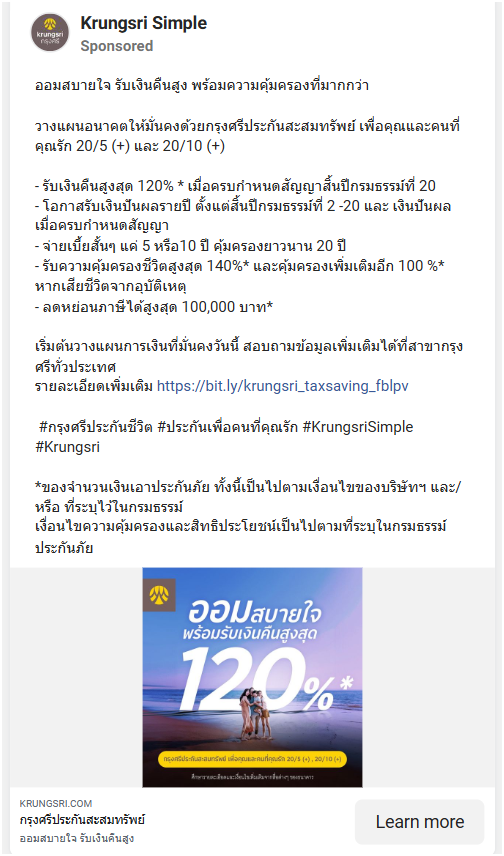 krungsri
กรุงศรี
Krungsri Simple
Sponsored
ออมสบายใจ รับเงินคืนสูง พร้อมความคุ้มครองที่มากกว่า
วางแผนอนาคตให้มั่นคงด้วยกรุงศรีประกันสะสมทรัพย์ เพื่อคุณและคนที่
คุณรัก 20/5 (+) และ 20/10 (+)
- รับเงินคืนสูงสุด 120% * เมื่อครบกำหนดสัญญาสิ้นปีกรมธรรม์ที่ 20
- โอกาสรับเงินปันผลรายปี ตั้งแต่สิ้นปีกรมธรรม์ที่ 2 -20 และ เงินปันผล
เมื่อครบกำหนดสัญญา
- จ่ายเบี้ยสั้นๆ แค่ 5 หรือ10 ปี คุ้มครองยาวนาน 20 ปี
- รับความคุ้มครองชีวิตสูงสุด 140%* และคุ้มครองเพิ่มเติมอีก 100 %*
หากเสียชีวิตจากอุบัติเหตุ
- ลดหย่อนภาษีได้สูงสุด 100,000 บาท*
เริ่มต้นวางแผนการเงินที่มั่นคงวันนี้ สอบถามข้อมูลเพิ่มเติมได้ที่สาขากรุง
ศรีทั่วประเทศ
รายละเอียดเพิ่มเติม https://bit.ly/krungsri_taxsaving_fblpv
#กรุงศรีประกันชีวิต #ประกันเพื่อคนที่คุณรัก #KrungsriSimple
#Krungsri
*ของจำนวนเงินเอาประกันภัย ทั้งนี้เป็นไปตามเงื่อนไขของบริษัทฯ และ/
หรือ ที่ระบุไว้ในกรมธรรม์
เงื่อนไขความคุ้มครองและสิทธิประโยชน์เป็นไปตามที่ระบุในกรมธรรม์
ประกันภัย
ออมสบายใจ
พร้อมรับเงินคืนสูงสุด
120%*
กรุงศรีประกันสะสมทรัพย์ เพื่อคุณและคนที่คุณรัก 20/5 (+) , 20/10 (+)
KRUNGSRI.COM
กรุงศรีประกันสะสมทรัพย์
ออมสบายใจ รับเงินคืนสูง
Learn more